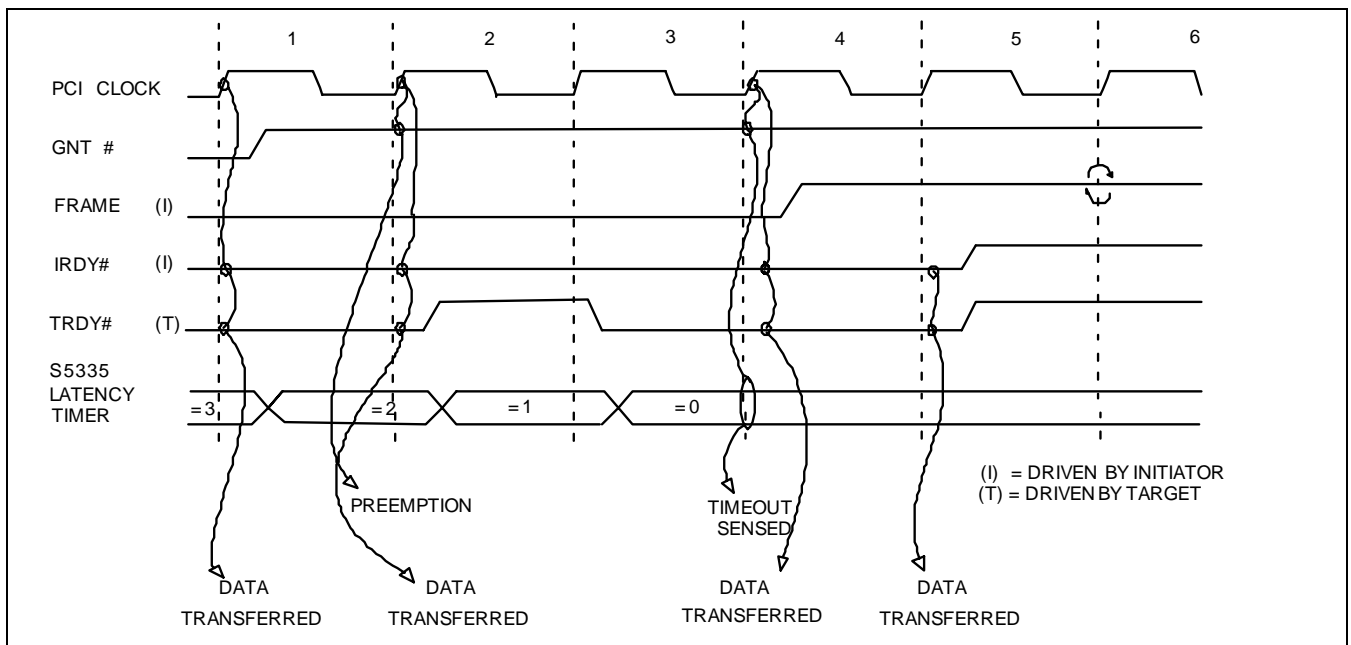 1 2 3 4 5 6
PCI CLOCK
GNT #
FRAME (I)
IRDY# (I)
TRDY# (T)
S5335
LATENCY
TIMER
=3 =2 =1 =0
(I) = DRIVEN BY INITIATOR
(T) = DRIVEN BY TARGET
PREEMPTION
TIMEOUT
SENSED
DATA DATA DATA DATA
TRANSFERRED TRANSFERRED TRANSFERRED TRANSFERRED